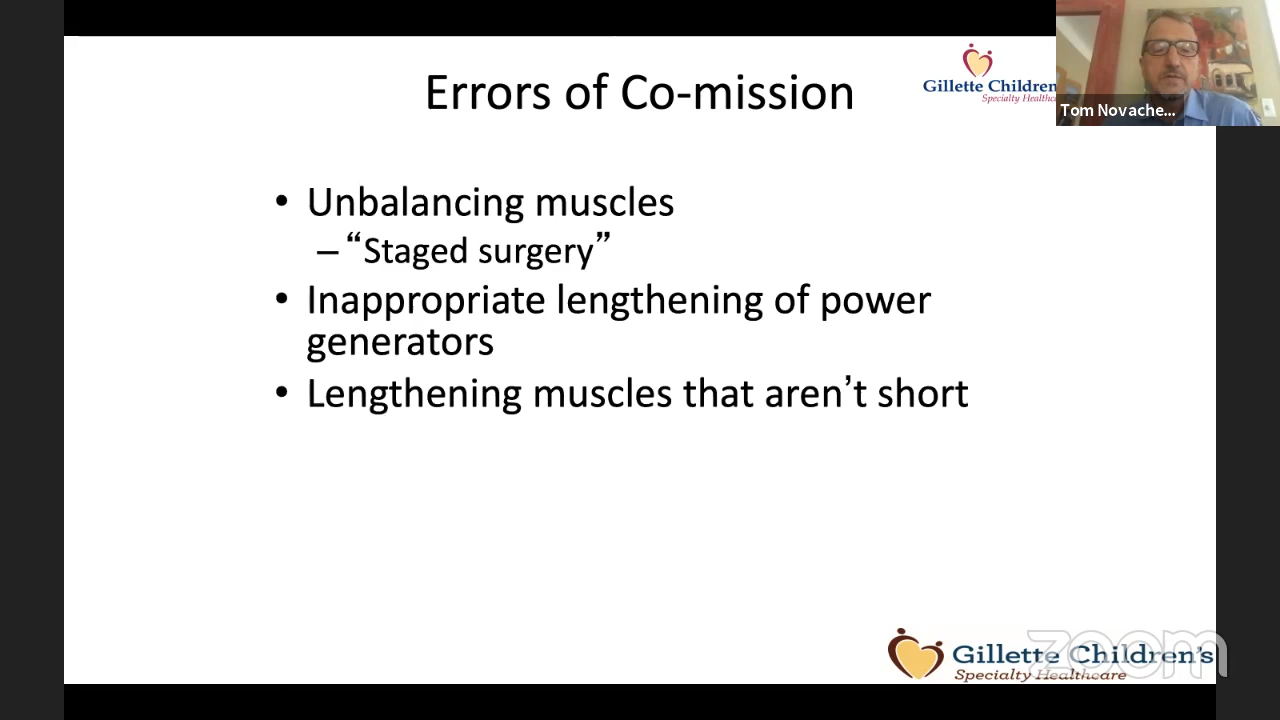 Errors of Co-mission
Gillette Children
Specialty Healthca
Tom Novache...
• Unbalancing muscles
– “Staged surgery”
• Inappropriate lengthening of power
generators
• Lengthening muscles that aren’t short
zoom
Gillette Children's
Specialty Healthcare